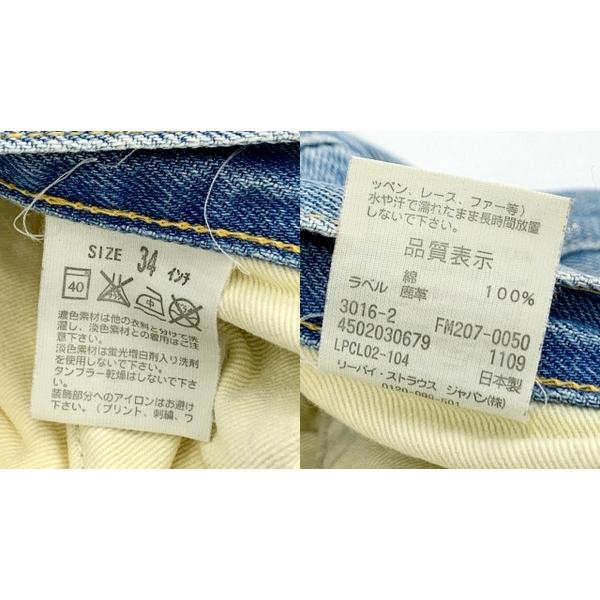 SIZE 34 インチ
40 中
濃色素材は他の衣料と分けて洗
濯し、淡色素材との着用はご注
意下さい。
淡色素材は蛍光増白剤入り洗剤
を使用しないで下さい。
タンブラー乾燥はしないで下さ
い。
装飾部分へのアイロンはお避け
下さい。(プリント、刺繍、ワ
ッペン、レース、ファー等)
水や汗で濡れたまま長時間放置
しないで下さい。
品質表示
綿 100%
ラベル 鹿革
3016-2 FM207-0050
4502030679 1109
LPCL02-104 日本製
リーバイ・ストラウス ジャパン(株)
0120-099-501